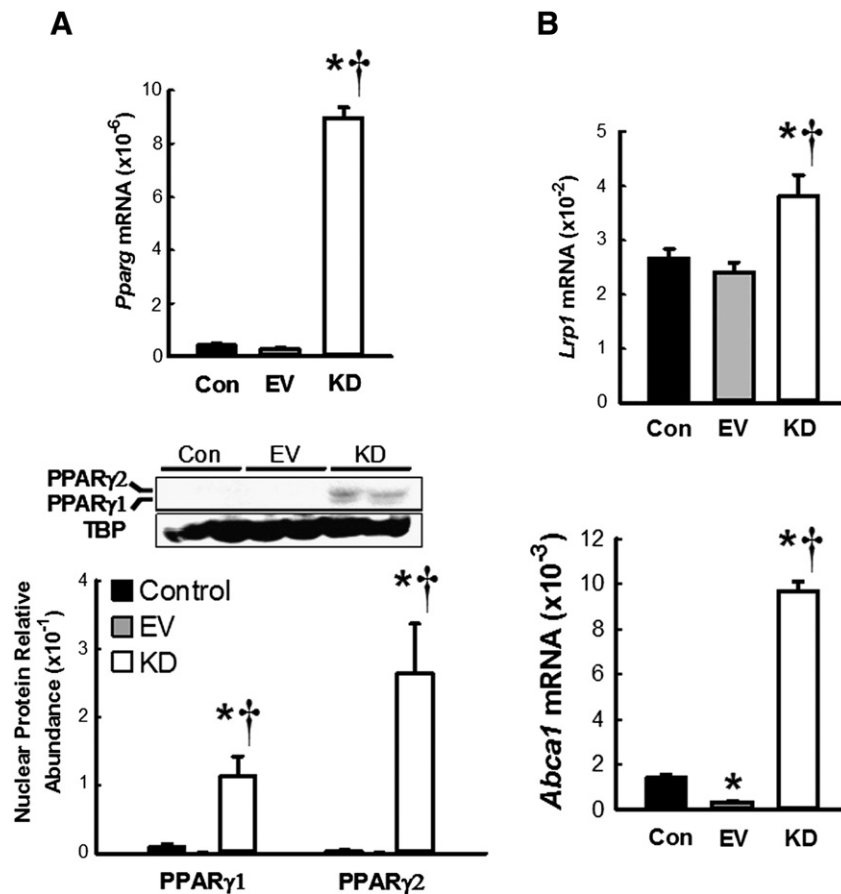 A
Pparg mRNA (x10-6)
10
8
6
4
2
0
*†
Con EV KD
Con EV KD
PPARγ2
PPARγ1
TBP
Nuclear Protein Relative
Abundance (x10-1)
4
3
2
1
0
Control
EV
KD
*†
*†
PPARγ1 PPARγ2
B
Lrp1 mRNA (x10-2)
5
4
3
2
1
0
*†
Con EV KD
Abca1 mRNA (x10-3)
12
10
8
6
4
2
0
*
*†
Con EV KD